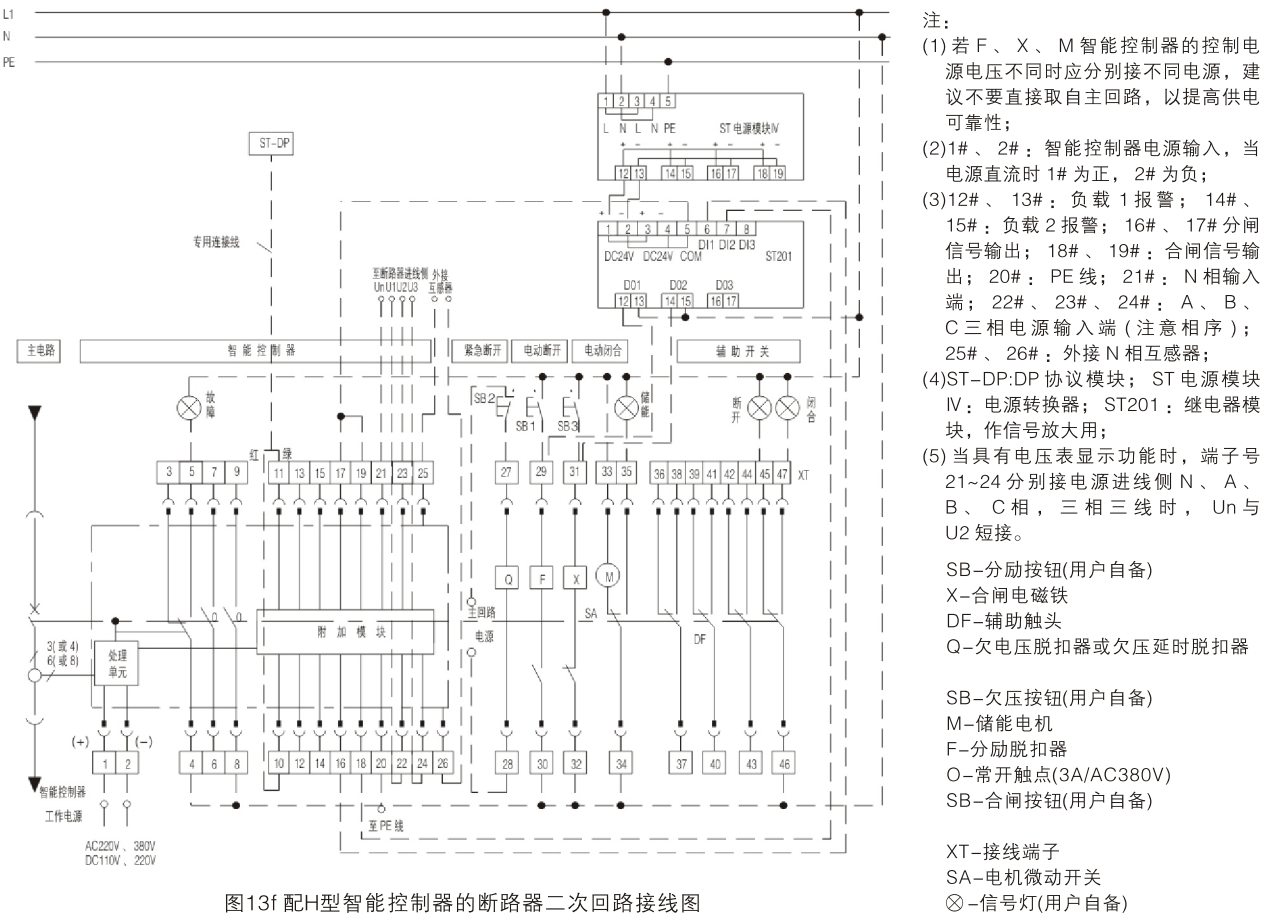 L1
N
PE
1 2 3 4 5
L N L N PE
ST 电源模块Ⅳ
+ - + - + - + -
12 13 14 15 16 17 18 19
ST-DP
专用连接线
+ - + -
1 2 3 4 5 6 7 8
DI1 DI2 DI3
DC24V DC24V COM
ST201
D01 D02 D03
12 13 14 15 16 17
至断路器进线侧
Un U1 U2 U3
外接
互感器
主电路
智能控制器
紧急断开
电动断开
电动闭合
辅助开关
故障
SB2
SB1
SB3
储能
断开
闭合
红 绿
3 5 7 9
11 13 15 17 19 21 23 25
27 29 31 33 35
36 38 39 41 42 44 45 47
XT
Q F X M
主回路
电源
SA
DF
附加模块
3(或4)
6(或8)
处理
单元
(+) (-)
1 2
4 6 8
10 12 14 16 18 20 22 24 26
28 30 32 34
37 40 43 46
智能控制器
工作电源
AC220V、380V
DC110V、220V
至PE线
图13f 配H型智能控制器的断路器二次回路接线图
注：
(1) 若 F 、 X 、 M 智能控制器的控制电
源电压不同时应分别接不同电源，建
议不要直接取自主回路，以提高供电
可靠性；
(2)1# 、 2# ：智能控制器电源输入，当
电源直流时 1# 为正， 2# 为负；
(3)12# 、 13# ：负载 1 报警； 14# 、
15# ：负载 2 报警； 16# 、 17# 分闸
信号输出； 18# 、 19# ：合闸信号输
出； 20# ： PE 线； 21# ： N 相输入
端； 22# 、 23# 、 24# ： A 、 B 、
C 三相电源输入端 ( 注意相序 ) ；
25# 、 26# ：外接 N 相互感器；
(4)ST-DP:DP 协议模块； ST 电源模块
Ⅳ：电源转换器； ST201 ：继电器模
块，作信号放大用；
(5) 当具有电压表显示功能时，端子号
21~24 分别接电源进线侧 N 、 A 、
B 、 C 相，三相三线时， Un 与
U2 短接。
SB-分励按钮(用户自备)
X-合闸电磁铁
DF-辅助触头
Q-欠电压脱扣器或欠压延时脱扣器
SB-欠压按钮(用户自备)
M-储能电机
F-分励脱扣器
O-常开触点(3A/AC380V)
SB-合闸按钮(用户自备)
XT-接线端子
SA-电机微动开关
⊗-信号灯(用户自备)